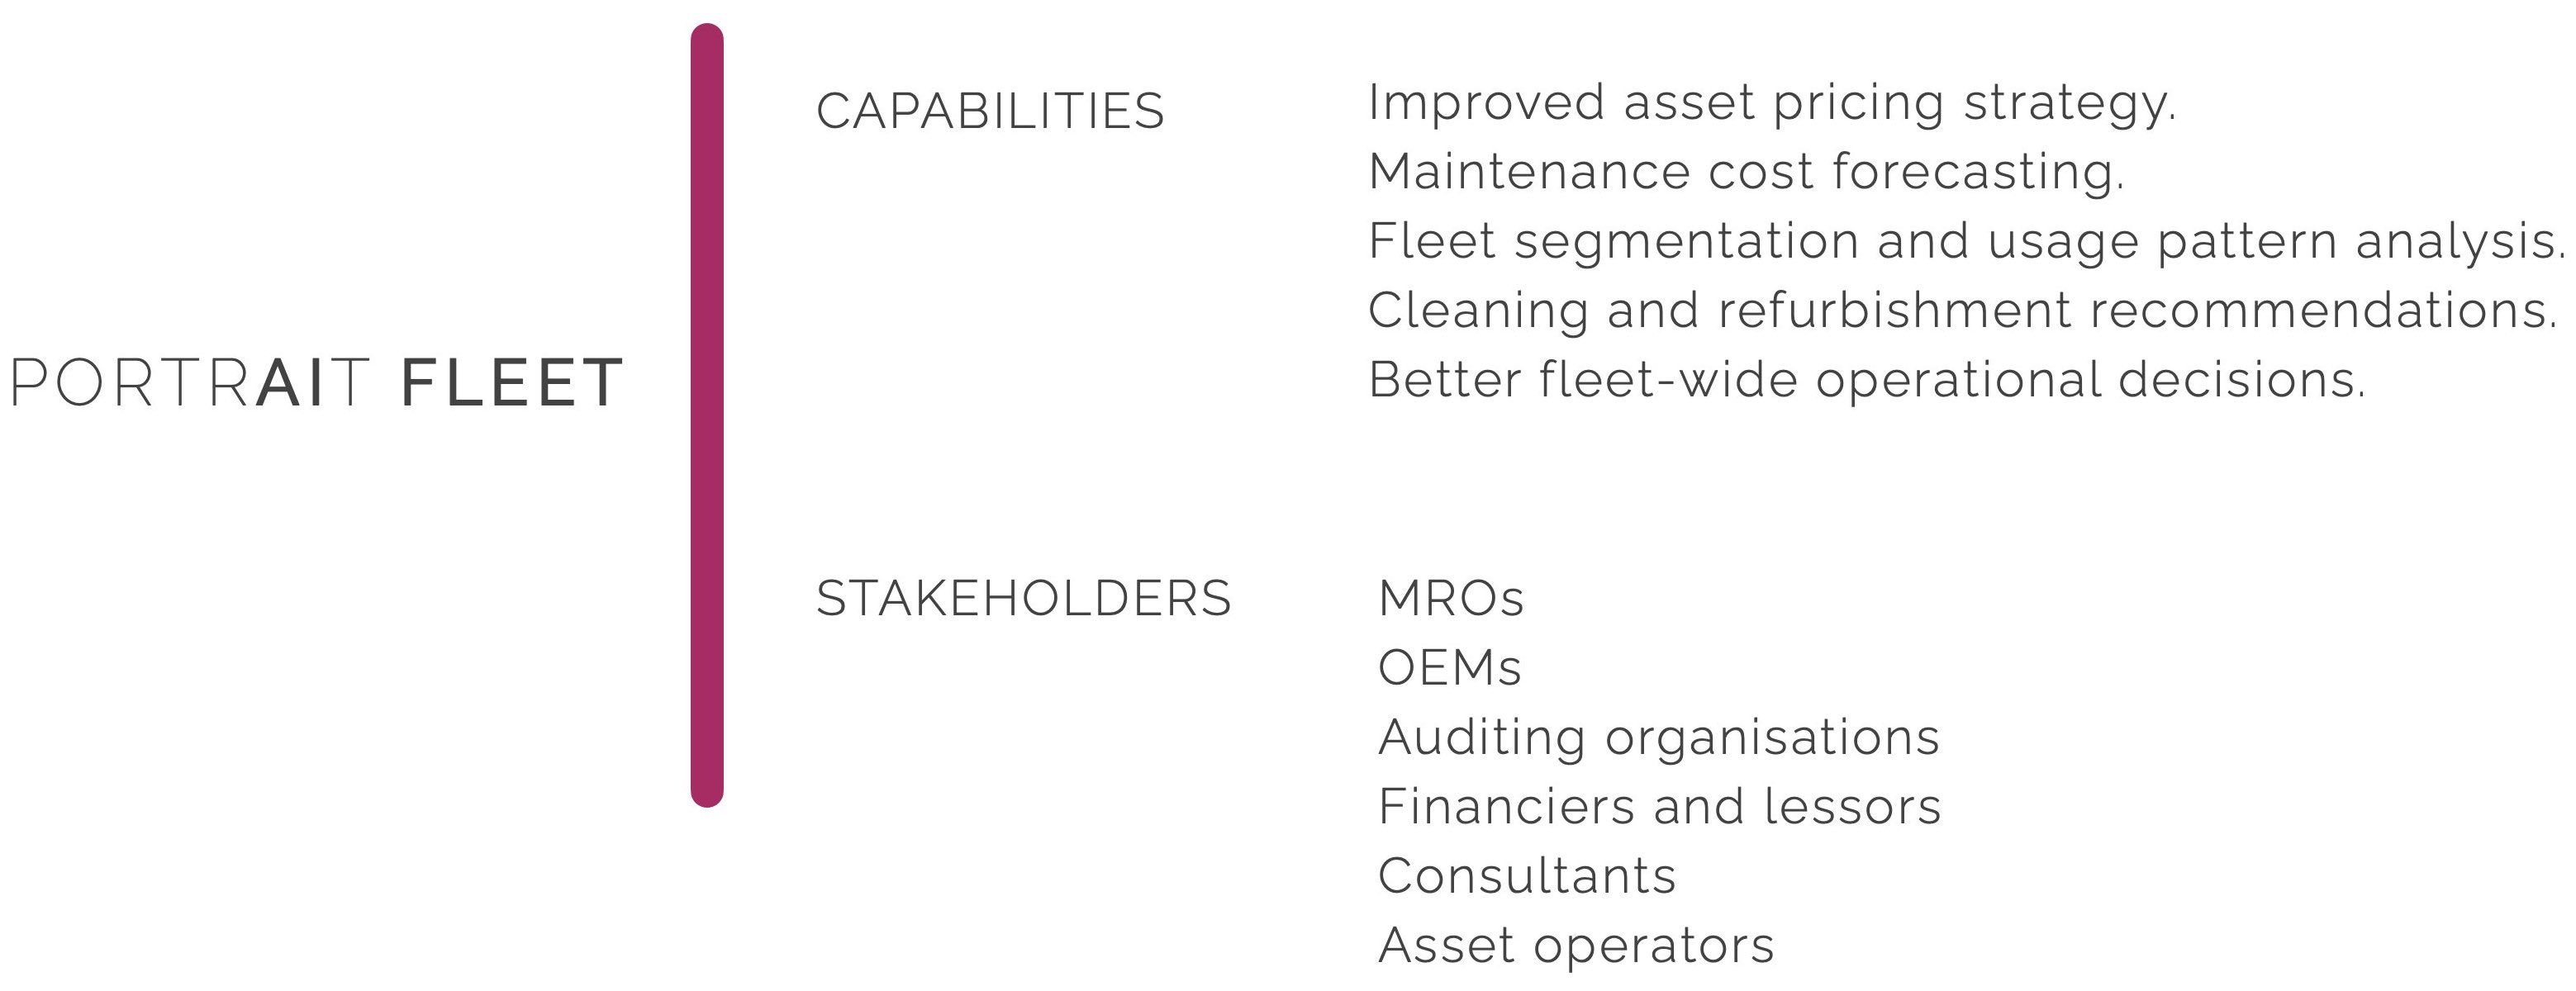 PORTRAIT FLEET
CAPABILITIES
Improved asset pricing strategy.
Maintenance cost forecasting.
Fleet segmentation and usage pattern analysis.
Cleaning and refurbishment recommendations.
Better fleet-wide operational decisions.
STAKEHOLDERS
MROs
OEMs
Auditing organisations
Financiers and lessors
Consultants
Asset operators